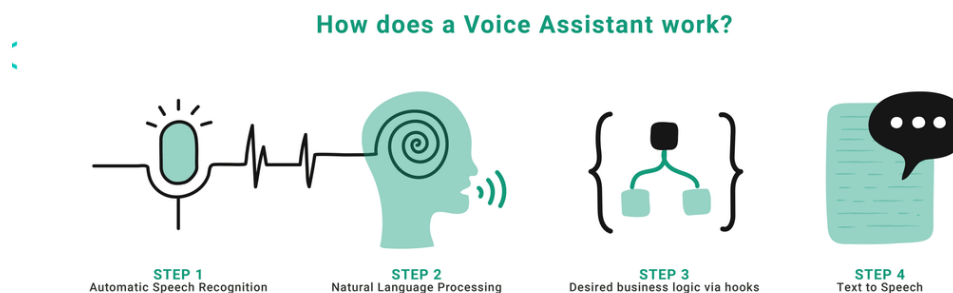 How does a Voice Assistant work?
STEP 1
Automatic Speech Recognition
STEP 2
Natural Language Processing
STEP 3
Desired business logic via hooks
STEP 4
Text to Speech